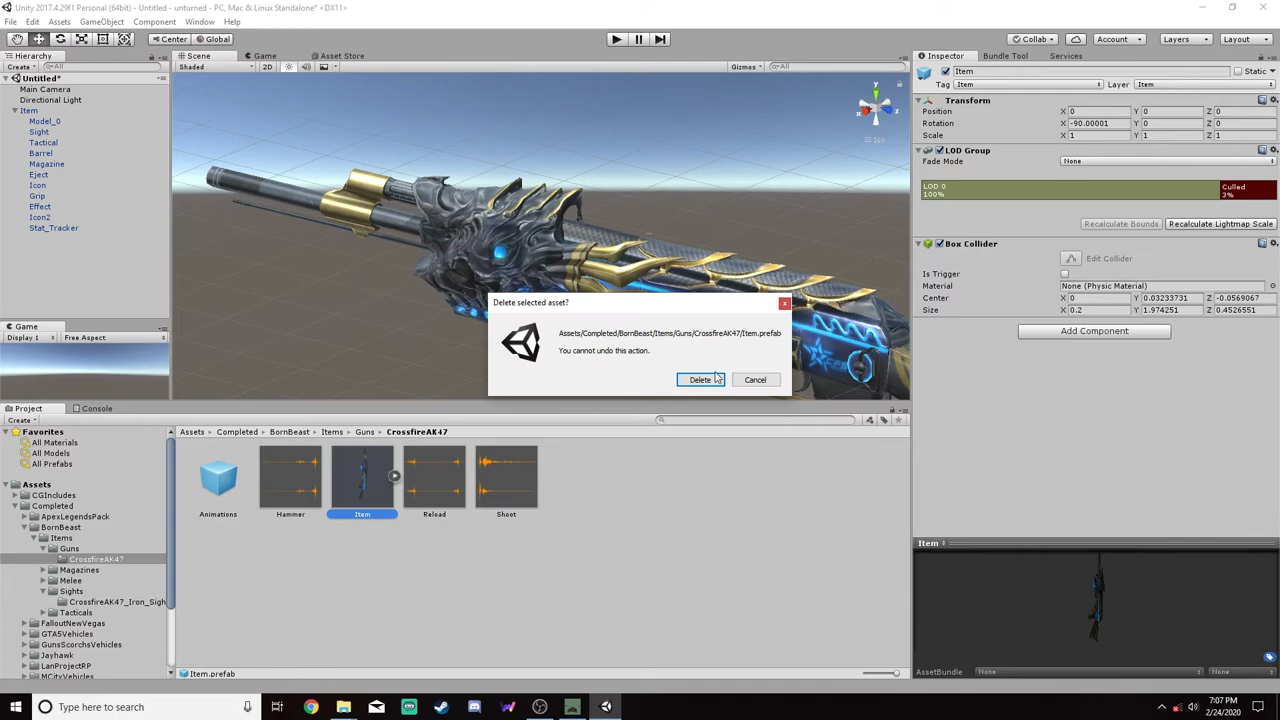 Unity 2017.4.29f1 Personal (64bit) - Untitled - unturned - PC, Mac & Linux Standalone* <DX11>
File Edit Assets GameObject Component Window Help
Center Global Collab Account Layers Layout
Hierarchy Scene Game Asset Store Inspector Bundle Tool Services
Create All Shaded 2D Gizmos All
Item Static
Tag Item Layer Item
Untitled*
Main Camera
Directional Light
Item
Model_0
Sight
Tactical
Barrel
Magazine
Eject
Icon
Grip
Effect
Icon2
Stat_Tracker
y
x z
Iso
Transform
Position X 0 Y 0 Z 0
Rotation X -90.00001 Y 0 Z 0
Scale X 1 Y 1 Z 1
LOD Group
Fade Mode None
LOD 0
100%
Culled
3%
Recalculate Bounds Recalculate Lightmap Scale
Box Collider
Edit Collider
Is Trigger
Material None (Physic Material)
Center X 0 Y 0.03233731 Z -0.0569067
Size X 0.2 Y 1.974251 Z 0.4526551
Add Component
Delete selected asset?
x
Assets/Completed/BornBeast/Items/Guns/CrossfireAK47/Item.prefab
You cannot undo this action.
Delete Cancel
Game
Display 1 Free Aspect
Project Console
Create
Favorites
All Materials
All Models
All Prefabs
Assets
CGIncludes
Completed
ApexLegendsPack
BornBeast
Items
Guns
CrossfireAK47
Magazines
Melee
Sights
CrossfireAK47_Iron_Sigh
Tacticals
FalloutNewVegas
GTA5Vehicles
GunsScorchsVehicles
Jayhawk
LanProjectRP
MCityVehicles
Assets Completed BornBeast Items Guns CrossfireAK47
Animations Hammer Item Reload Shoot
Item.prefab
Item
AssetBundle None None
Type here to search
7:07 PM
2/24/2020